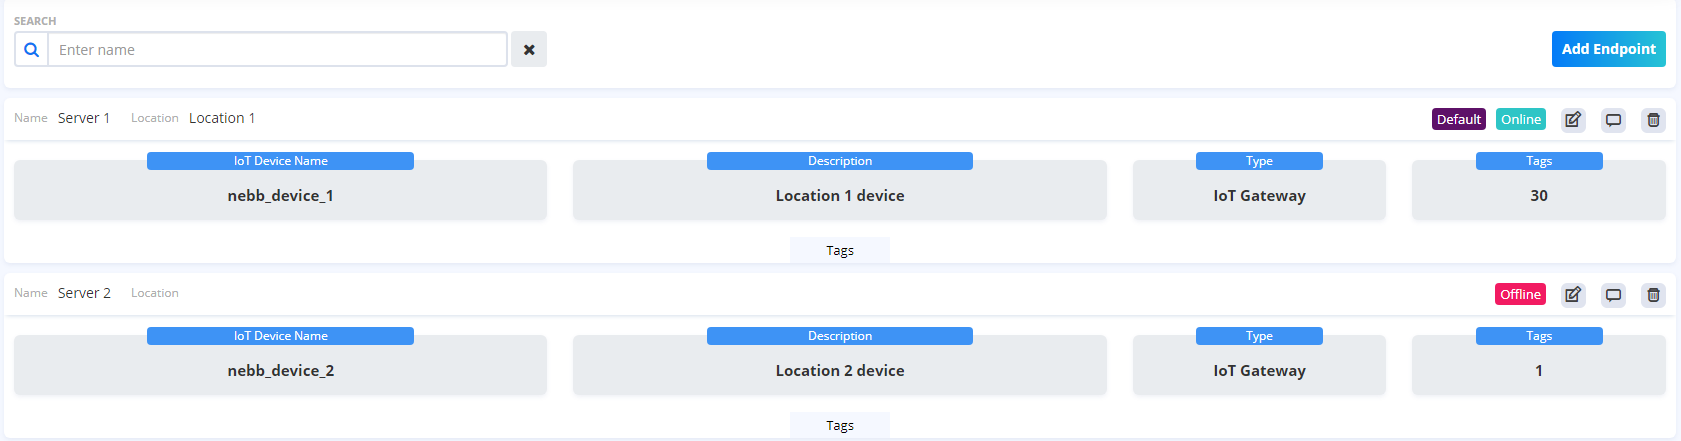 SEARCH
Enter name
Add Endpoint
Name Server 1 Location Location 1 Default Online
IoT Device Name Description Type Tags
nebb_device_1 Location 1 device IoT Gateway 30
Tags
Name Server 2 Location Offline
IoT Device Name Description Type Tags
nebb_device_2 Location 2 device IoT Gateway 1
Tags